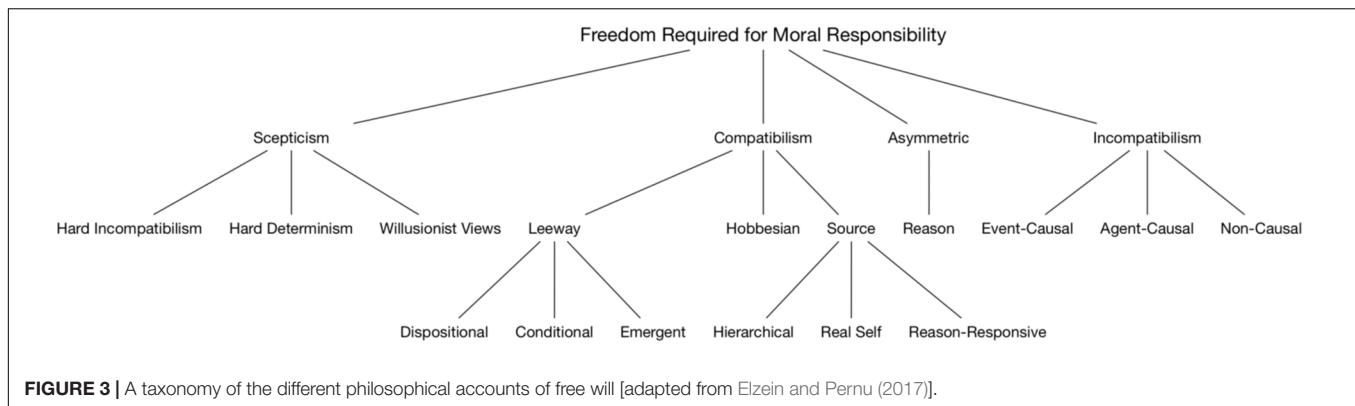 Freedom Required for Moral Responsibility
Scepticism Compatibilism Asymmetric Incompatibilism
Hard Incompatibilism Hard Determinism Willusionist Views Leeway Hobbesian Source Reason Event-Causal Agent-Causal Non-Causal
Dispositional Conditional Emergent Hierarchical Real Self Reason-Responsive
FIGURE 3 | A taxonomy of the different philosophical accounts of free will [adapted from Elzein and Pernu (2017)].